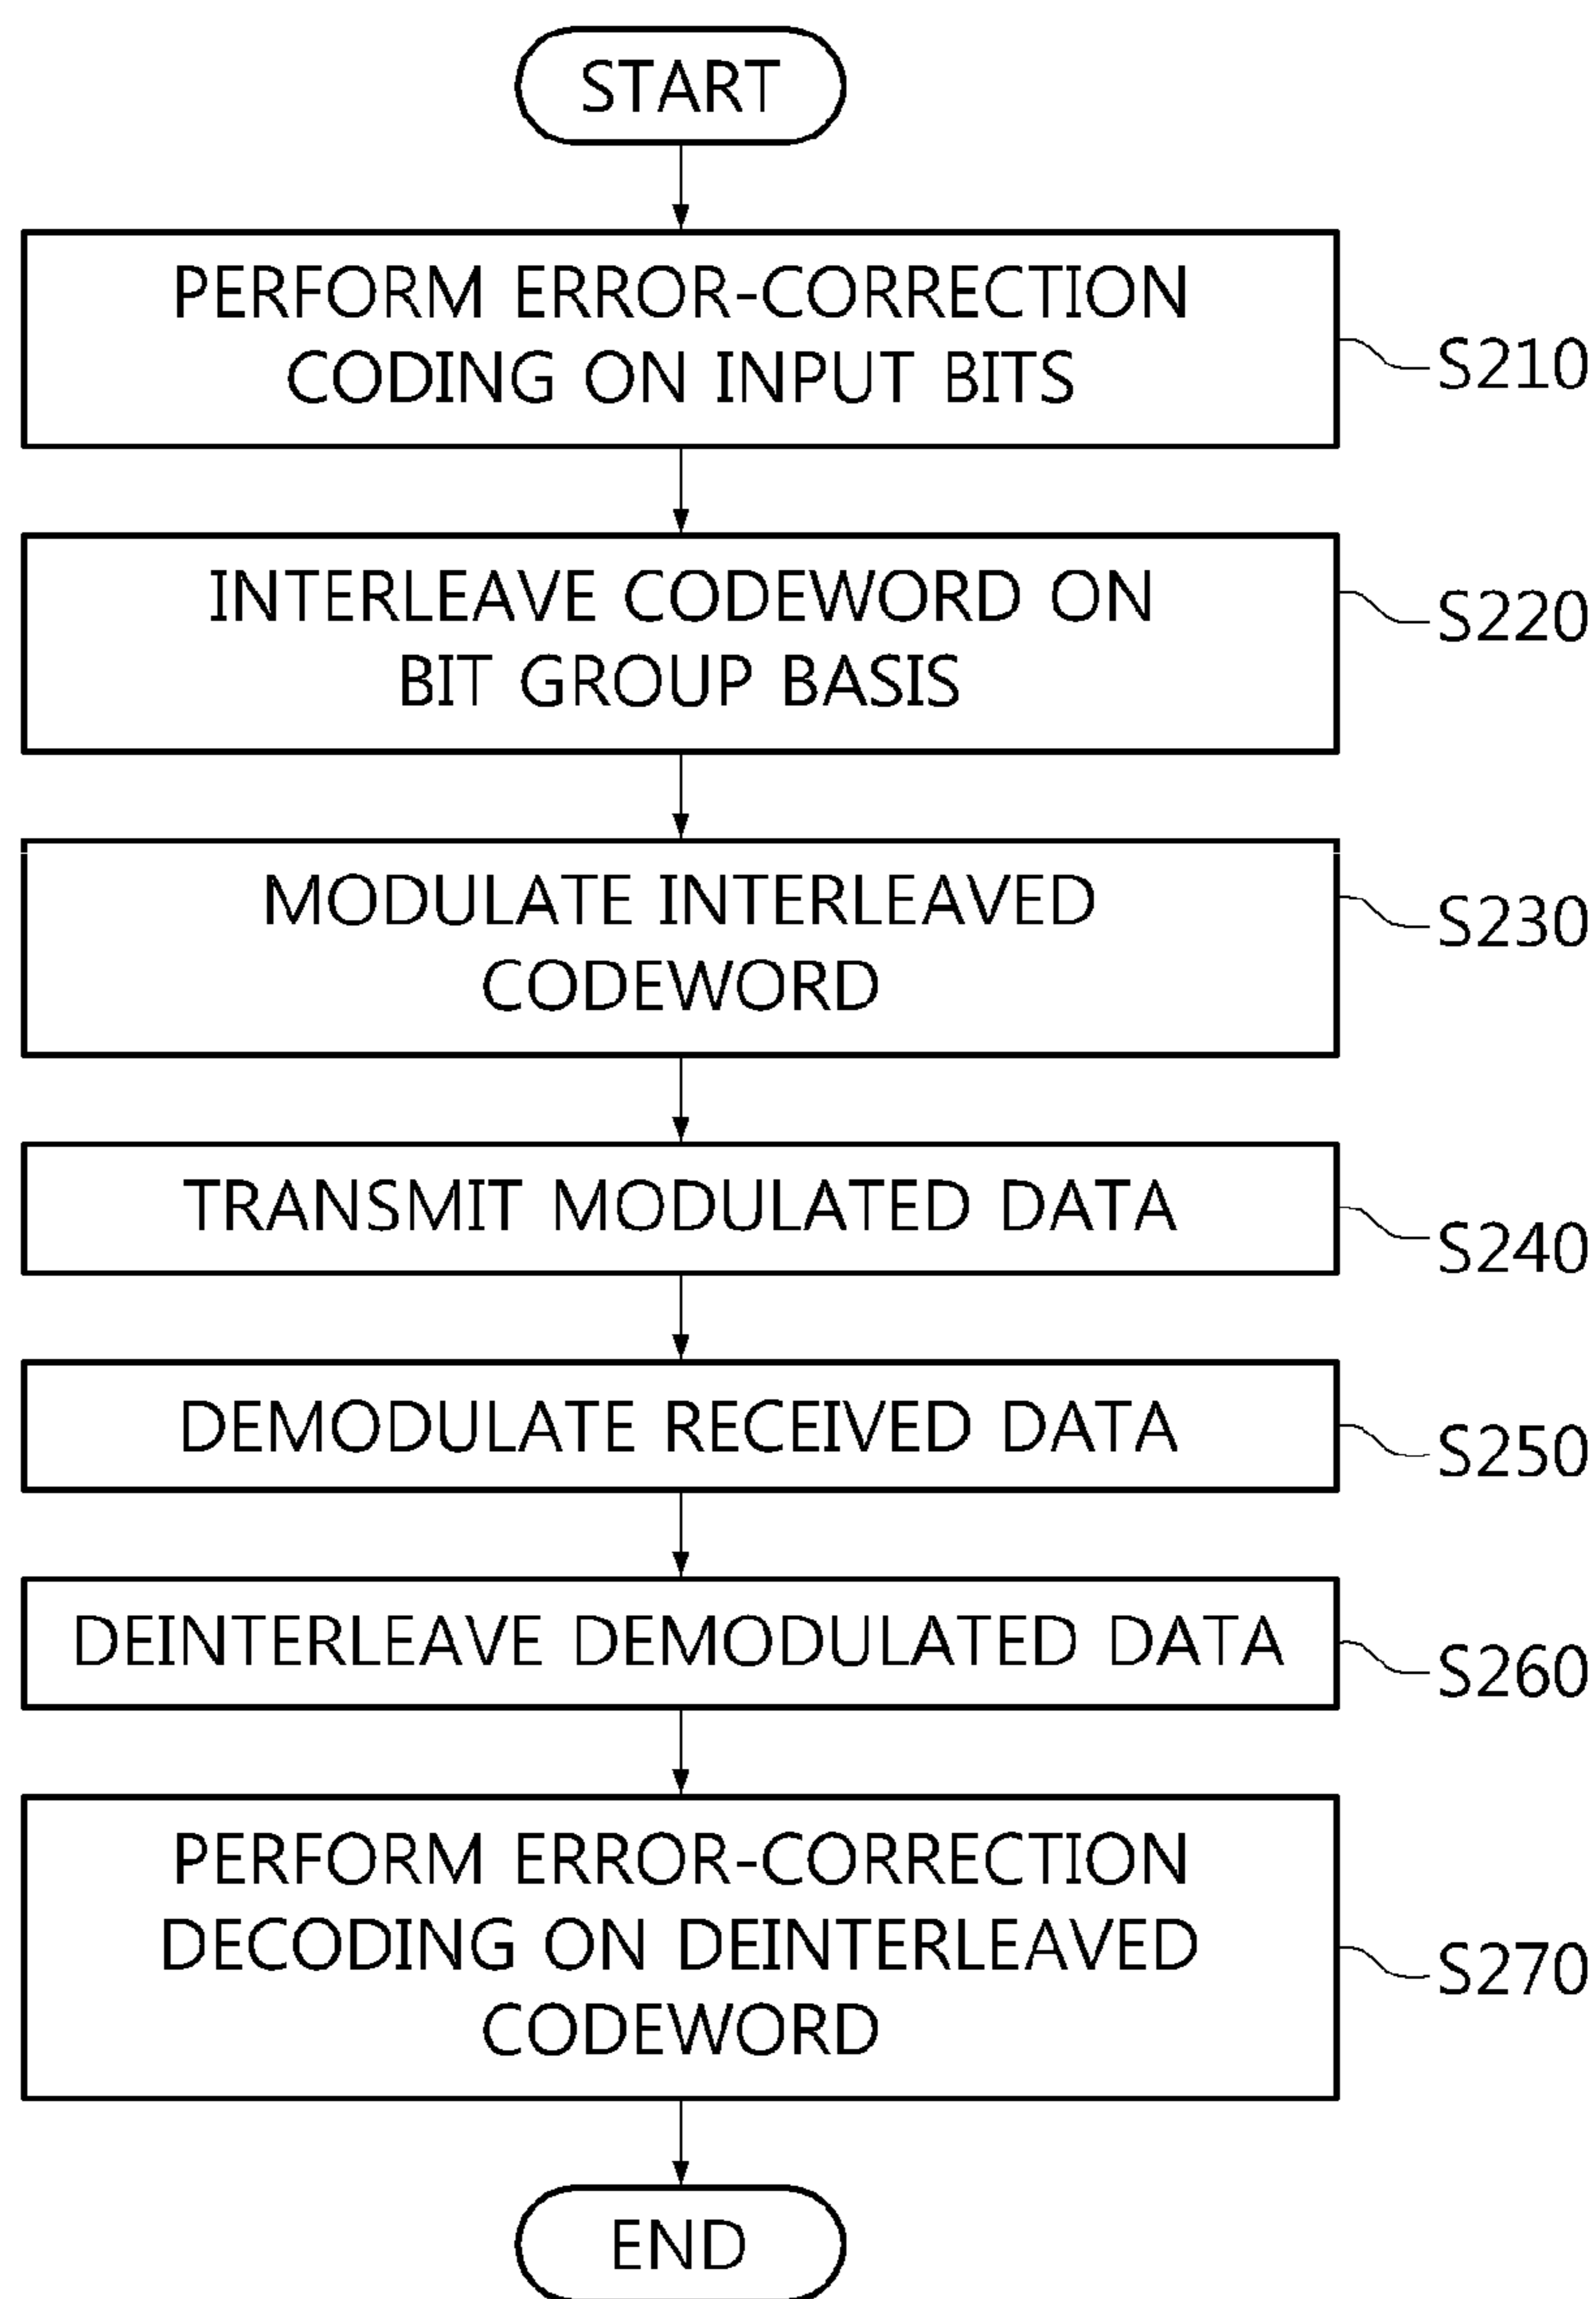 START
PERFORM ERROR-CORRECTION
CODING ON INPUT BITS
S210
INTERLEAVE CODEWORD ON
BIT GROUP BASIS
S220
MODULATE INTERLEAVED
CODEWORD
S230
TRANSMIT MODULATED DATA
S240
DEMODULATE RECEIVED DATA
S250
DEINTERLEAVE DEMODULATED DATA
S260
PERFORM ERROR-CORRECTION
DECODING ON DEINTERLEAVED
CODEWORD
S270
END